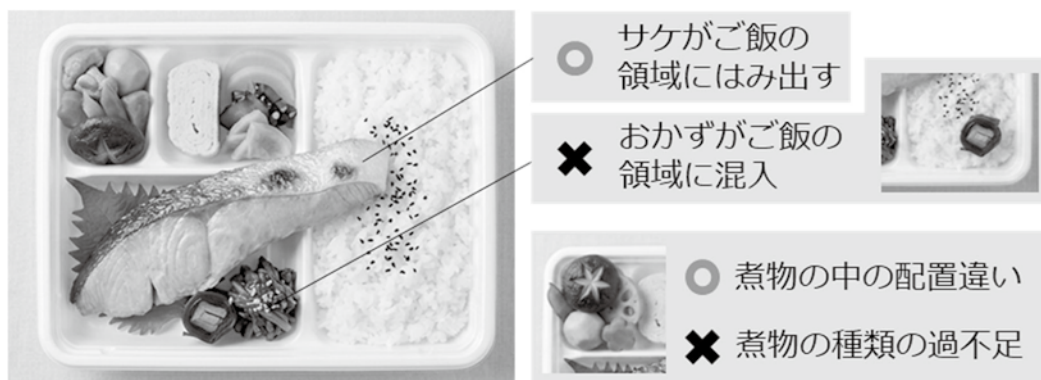 サケがご飯の
領域にはみ出す
おかずがご飯の
領域に混入
煮物の中の配置違い
煮物の種類の過不足